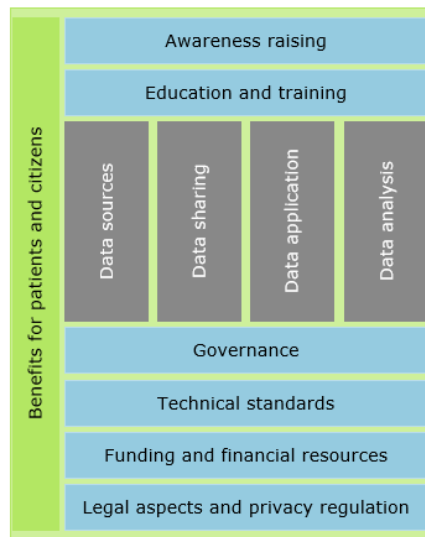 Benefits for patients and citizens
Awareness raising
Education and training
Data sources
Data sharing
Data application
Data analysis
Governance
Technical standards
Funding and financial resources
Legal aspects and privacy regulation